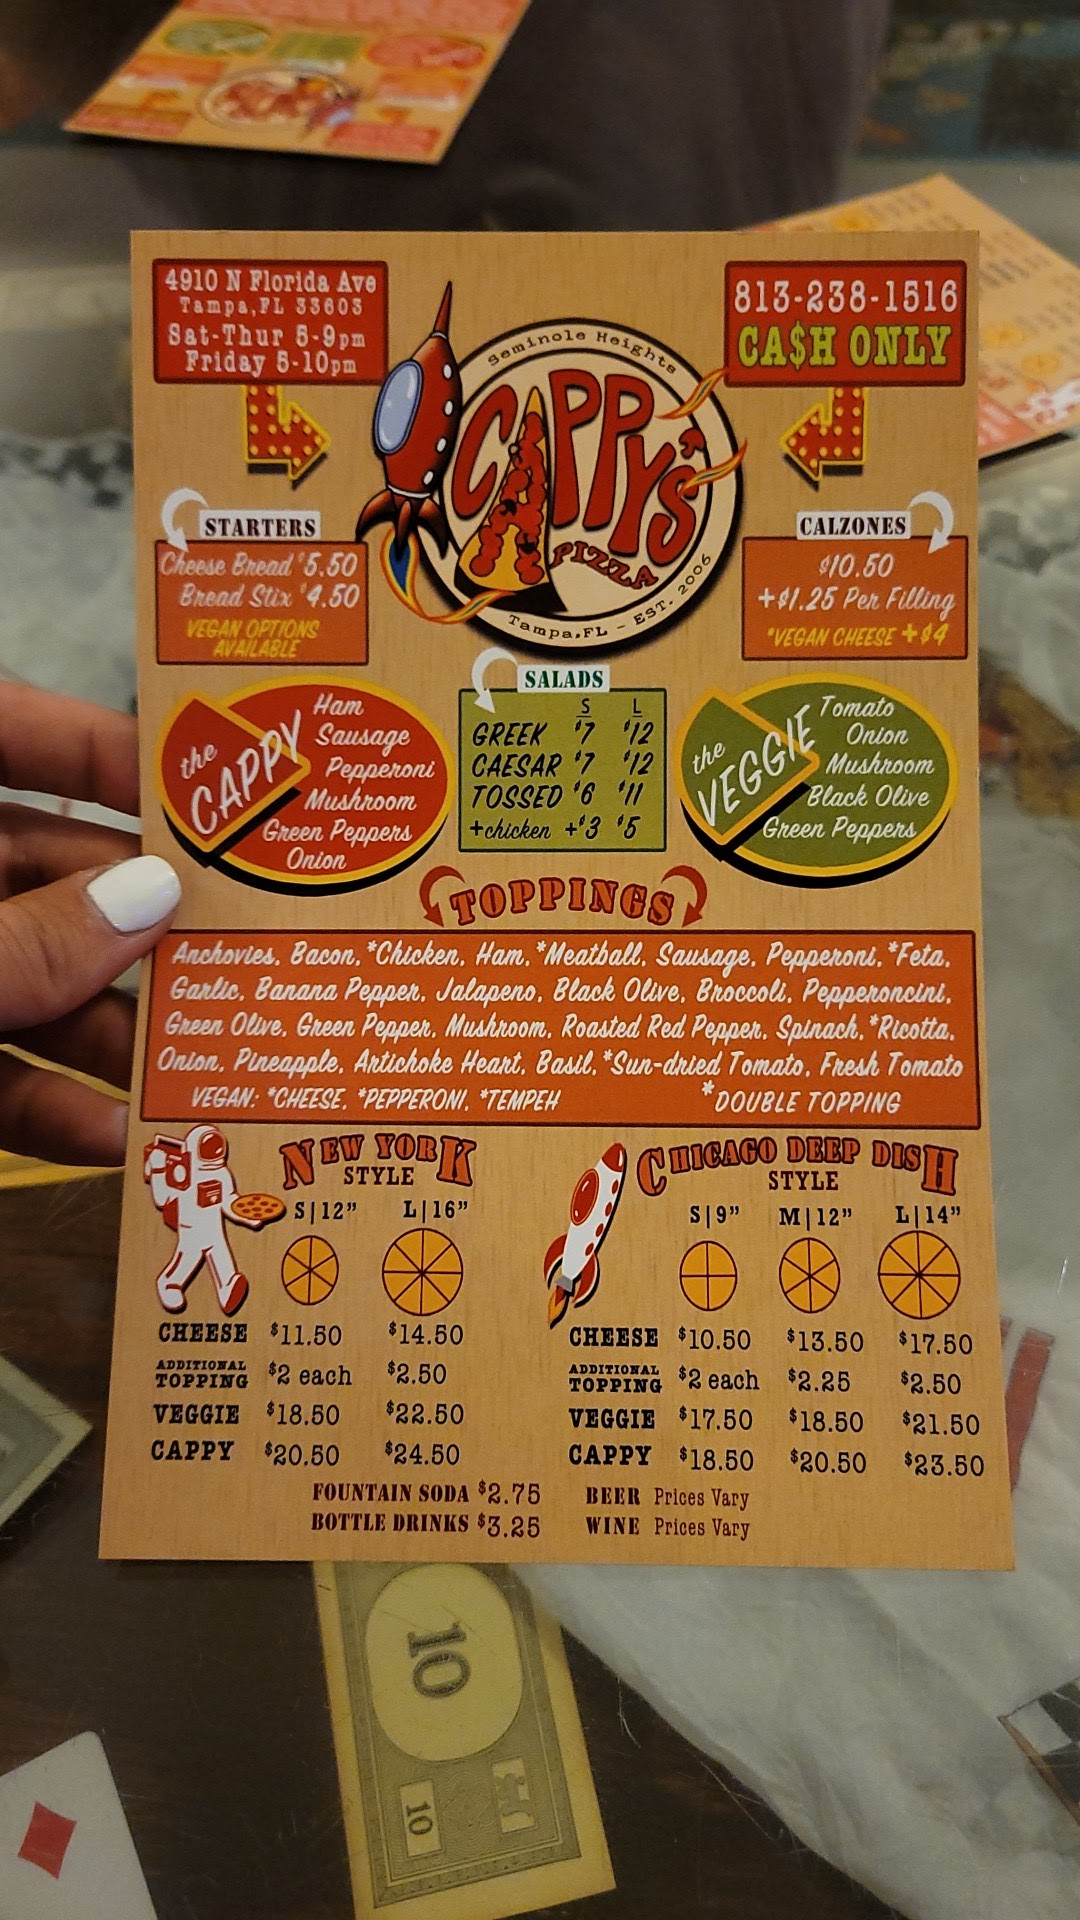 4910 N Florida Ave
Tampa,FL 33603
Sat-Thur 5-9pm
Friday 5-10pm
Seminole Heights
CAPPY'S
PIZZA
Tampa,FL - EST. 2006
813-238-1516
CA$H ONLY
STARTERS
Cheese Bread $5.50
Bread Stix $4.50
VEGAN OPTIONS
AVAILABLE
CALZONES
$10.50
+$1.25 Per Filling
*VEGAN CHEESE +$4
the
CAPPY
Ham
Sausage
Pepperoni
Mushroom
Green Peppers
Onion
SALADS
S L
GREEK $7 $12
CAESAR $7 $12
TOSSED $6 $11
+chicken +$3 $5
the
VEGGIE
Tomato
Onion
Mushroom
Black Olive
Green Peppers
TOPPINGS
Anchovies, Bacon, *Chicken, Ham, *Meatball, Sausage, Pepperoni, *Feta,
Garlic, Banana Pepper, Jalapeno, Black Olive, Broccoli, Pepperoncini,
Green Olive, Green Pepper, Mushroom, Roasted Red Pepper, Spinach, *Ricotta,
Onion, Pineapple, Artichoke Heart, Basil, *Sun-dried Tomato, Fresh Tomato
VEGAN: *CHEESE, *PEPPERONI, *TEMPEH *DOUBLE TOPPING
NEW YORK
STYLE
S|12" L|16"
CHEESE $11.50 $14.50
ADDITIONAL
TOPPING $2 each $2.50
VEGGIE $18.50 $22.50
CAPPY $20.50 $24.50
CHICAGO DEEP DISH
STYLE
S|9" M|12" L|14"
CHEESE $10.50 $13.50 $17.50
ADDITIONAL
TOPPING $2 each $2.25 $2.50
VEGGIE $17.50 $18.50 $21.50
CAPPY $18.50 $20.50 $23.50
FOUNTAIN SODA $2.75
BOTTLE DRINKS $3.25
BEER Prices Vary
WINE Prices Vary
10
10